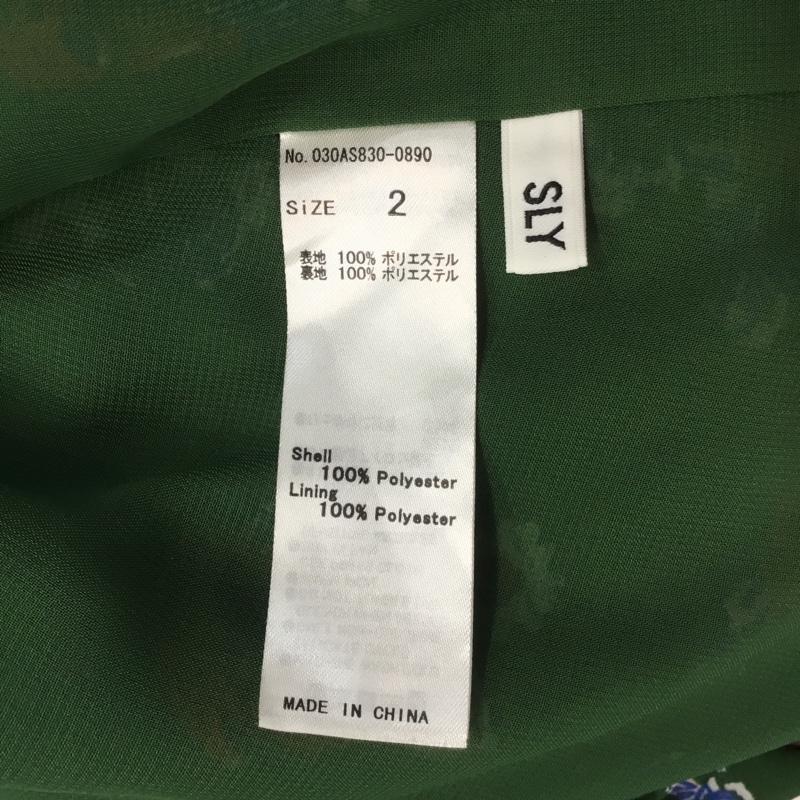 No. 030AS830-0890
SiZE 2
表地 100% ポリエステル
裏地 100% ポリエステル
Shell
100% Polyester
Lining
100% Polyester
MADE IN CHINA
SLY